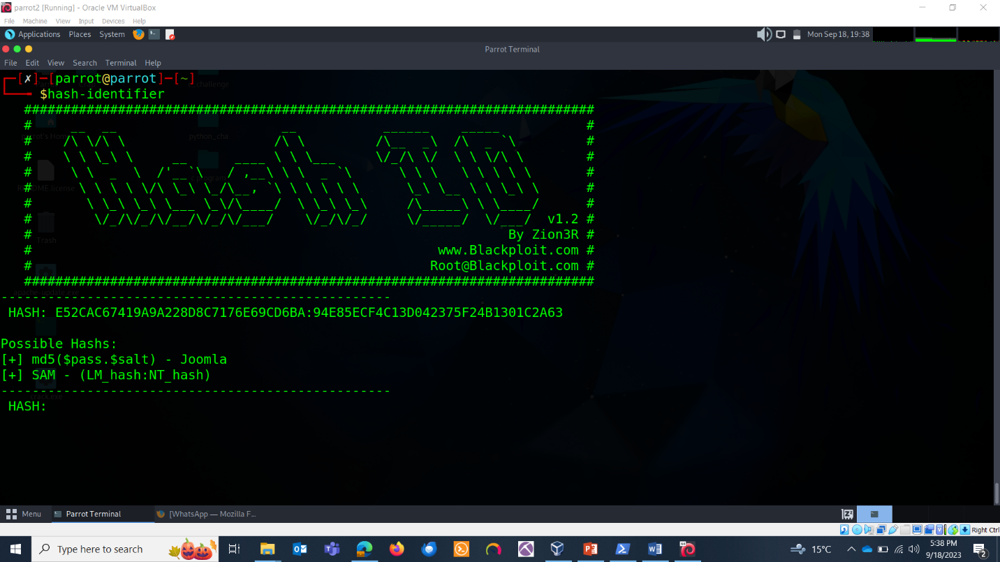 parrot2 [Running] - Oracle VM VirtualBox
File Machine View Input Devices Help
Applications Places System Mon Sep 18, 19:38
Parrot Terminal
File Edit View Search Terminal Help
┌─[✗]─[parrot@parrot]─[~]
└──╼ $hash-identifier
#########################################################################
#     __  __                     __           ______    _____           #
#    /\ \/\ \                   /\ \         /\__  _\  /\  _ `\         #
#    \ \ \_\ \     __      ____ \ \ \___     \/_/\ \/  \ \ \/\ \        #
#     \ \  _  \  /'__`\   / ,__\ \ \  _ `\      \ \ \   \ \ \ \ \       #
#      \ \ \ \ \/\ \_\ \_/\__, `\ \ \ \ \ \      \_\ \__ \ \ \_\ \      #
#       \ \_\ \_\ \___ \_\/\____/  \ \_\ \_\     /\_____\ \ \____/      #
#        \/_/\/_/\/__/\/_/\/___/    \/_/\/_/     \/_____/  \/___/  v1.2 #
#                                                             By Zion3R #
#                                                    www.Blackploit.com #
#                                                   Root@Blackploit.com #
#########################################################################
--------------------------------------------------
HASH: E52CAC67419A9A228D8C7176E69CD6BA:94E85ECF4C13D042375F24B1301C2A63
Possible Hashs:
[+] md5($pass.$salt) - Joomla
[+] SAM - (LM_hash:NT_hash)
--------------------------------------------------
HASH:
Menu Parrot Terminal [WhatsApp — Mozilla F...
Right Ctrl
Type here to search 15°C 5:38 PM
9/18/2023
2